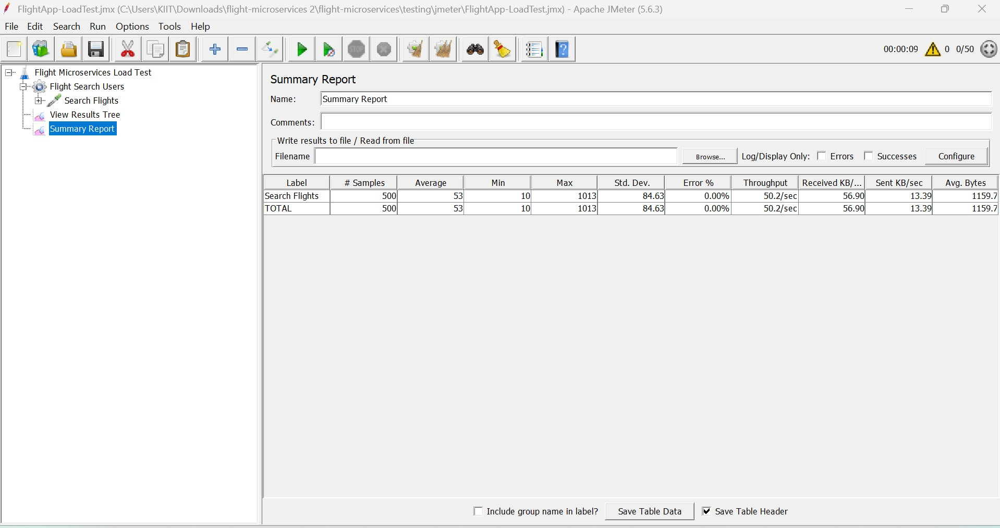 FlightApp-LoadTest.jmx (C:\Users\KIIT\Downloads\flight-microservices 2\flight-microservices\testing\jmeter\FlightApp-LoadTest.jmx) - Apache JMeter (5.6.3)
File Edit Search Run Options Tools Help
STOP ? 00:00:09 0 0/50
Flight Microservices Load Test
Flight Search Users
Search Flights
View Results Tree
Summary Report
Summary Report
Name: Summary Report
Comments:
Write results to file / Read from file
Filename Browse... Log/Display Only: Errors Successes Configure
Label # Samples Average Min Max Std. Dev. Error % Throughput Received KB/... Sent KB/sec Avg. Bytes
Search Flights 500 53 10 1013 84.63 0.00% 50.2/sec 56.90 13.39 1159.7
TOTAL 500 53 10 1013 84.63 0.00% 50.2/sec 56.90 13.39 1159.7
Include group name in label? Save Table Data Save Table Header